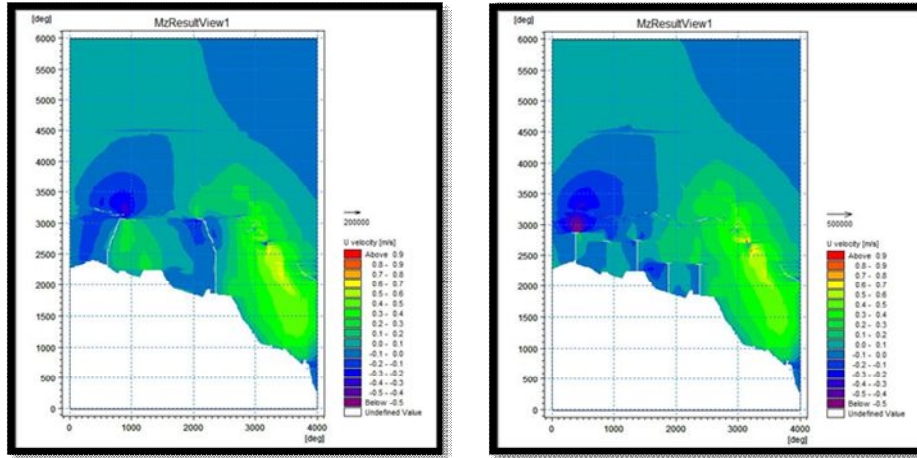 [deg]
MzResultView1
6000
5500
5000
4500
4000
3500
3000
2500
2000
1500
1000
500
0
0
1000
2000
3000
4000
[deg]
200000
U velocity [m/s]
Above 0.9
0.8 - 0.9
0.7 - 0.8
0.6 - 0.7
0.5 - 0.6
0.4 - 0.5
0.3 - 0.4
0.2 - 0.3
0.1 - 0.2
0.0 - 0.1
-0.1 - 0.0
-0.2 - -0.1
-0.3 - -0.2
-0.4 - -0.3
-0.5 - -0.4
Below -0.5
Undefined Value
[deg]
MzResultView1
6000
5500
5000
4500
4000
3500
3000
2500
2000
1500
1000
500
0
0
1000
2000
3000
4000
[deg]
500000
U velocity [m/s]
Above 0.9
0.8 - 0.9
0.7 - 0.8
0.6 - 0.7
0.5 - 0.6
0.4 - 0.5
0.3 - 0.4
0.2 - 0.3
0.1 - 0.2
0.0 - 0.1
-0.1 - 0.0
-0.2 - -0.1
-0.3 - -0.2
-0.4 - -0.3
-0.5 - -0.4
Below -0.5
Undefined Value